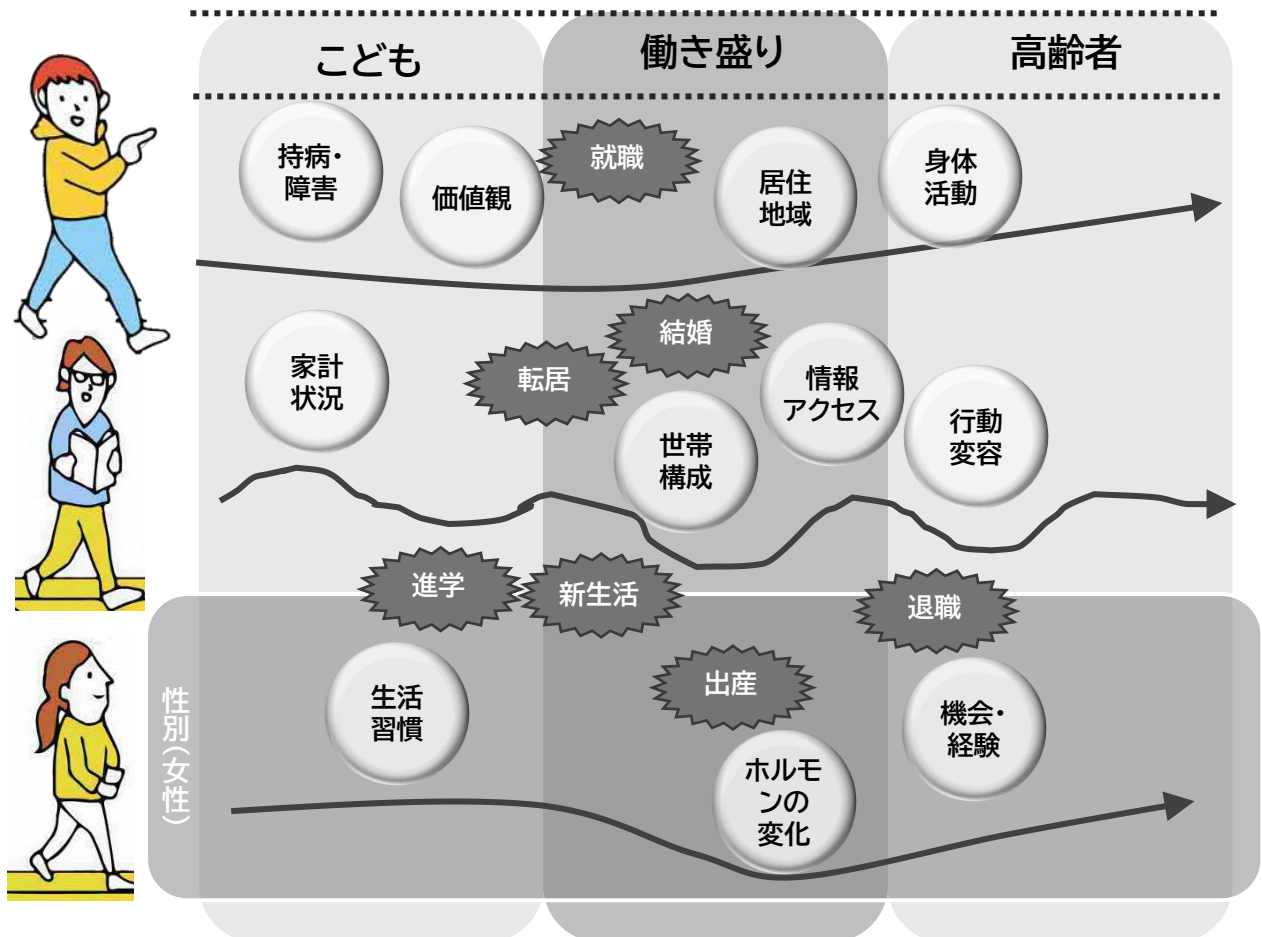 こども
働き盛り
高齢者
持病・
障害
価値観
就職
居住
地域
身体
活動
家計
状況
転居
結婚
世帯
構成
情報
アクセス
行動
変容
進学
新生活
退職
性別(女性)
生活
習慣
出産
ホルモ
ンの
変化
機会・
経験